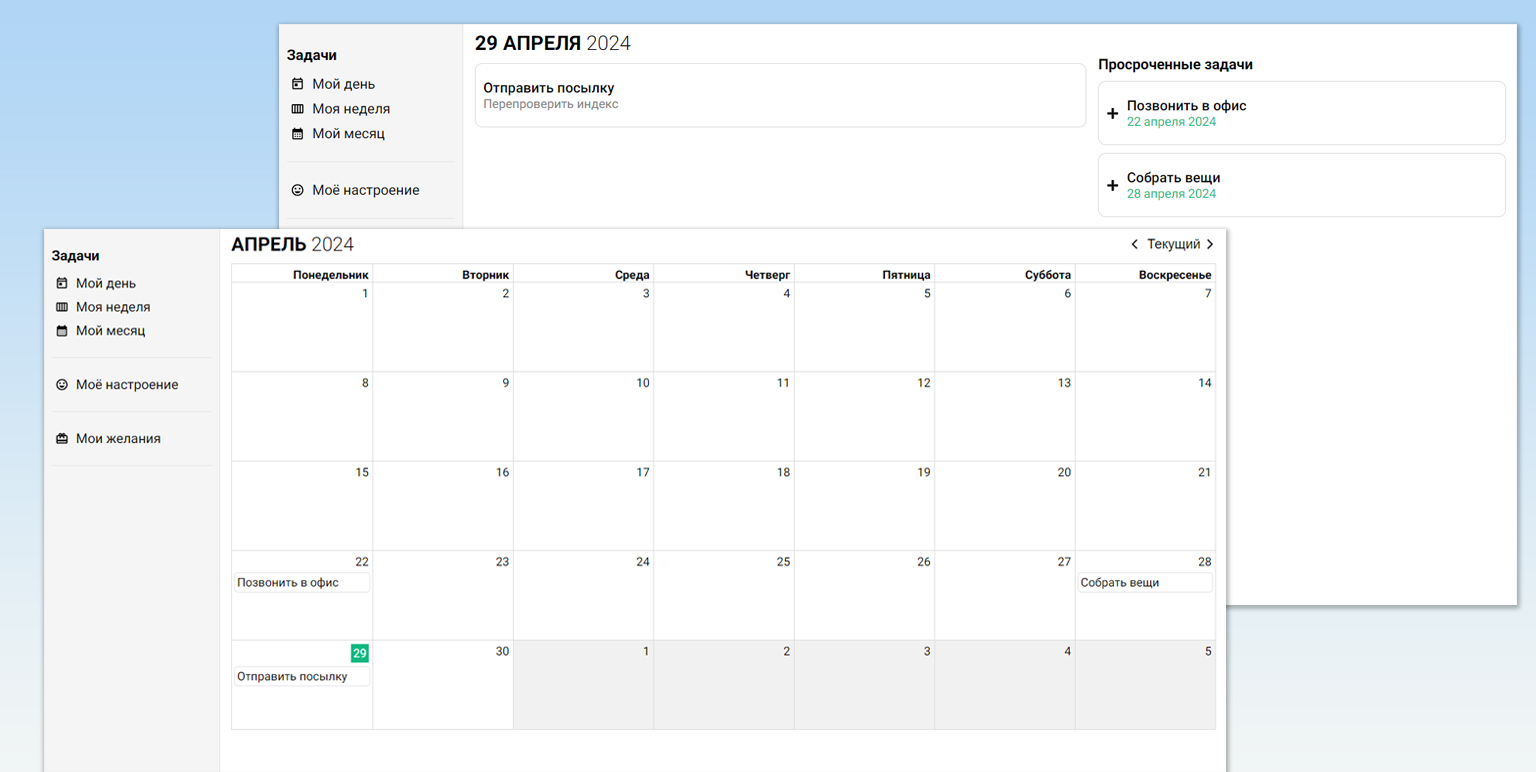 Задачи
Мой день
Моя неделя
Мой месяц
Моё настроение
29 АПРЕЛЯ 2024
Отправить посылку
Перепроверить индекс
Просроченные задачи
Позвонить в офис
22 апреля 2024
Собрать вещи
28 апреля 2024
Задачи
Мой день
Моя неделя
Мой месяц
Моё настроение
Мои желания
АПРЕЛЬ 2024
Текущий
Понедельник Вторник Среда Четверг Пятница Суббота Воскресенье
1 2 3 4 5 6 7
8 9 10 11 12 13 14
15 16 17 18 19 20 21
22 23 24 25 26 27 28
Позвонить в офис Собрать вещи
29 30 1 2 3 4 5
Отправить посылку